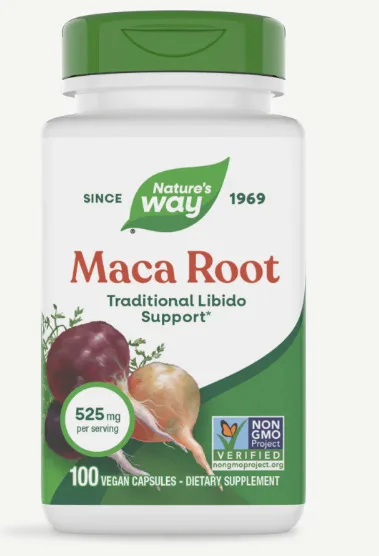 Nature's
SINCE way 1969
®
Maca Root
Traditional Libido
Support*
525 mg
per serving
NON
GMO
Project
VERIFIED
nongmoproject.org
100 VEGAN CAPSULES - DIETARY SUPPLEMENT